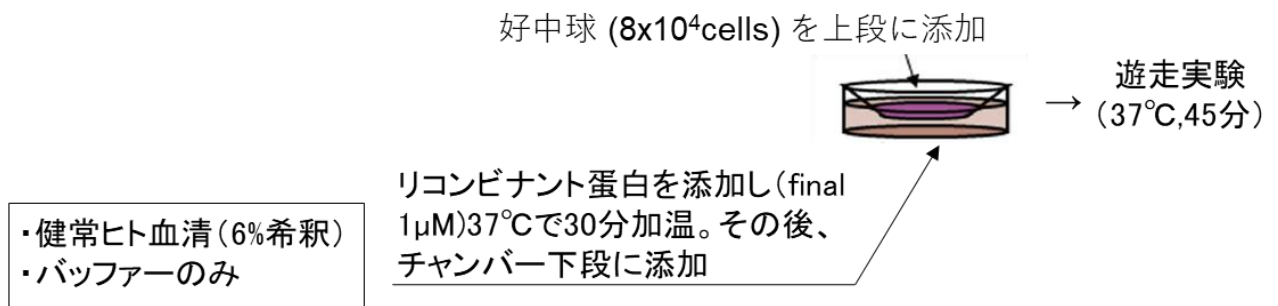 好中球 (8x10⁴cells) を上段に添加
→ 遊走実験
(37℃,45分)
リコンビナント蛋白を添加し(final
1μM)37℃で30分加温。その後、
チャンバー下段に添加
・健常ヒト血清(6%希釈)
・バッファーのみ